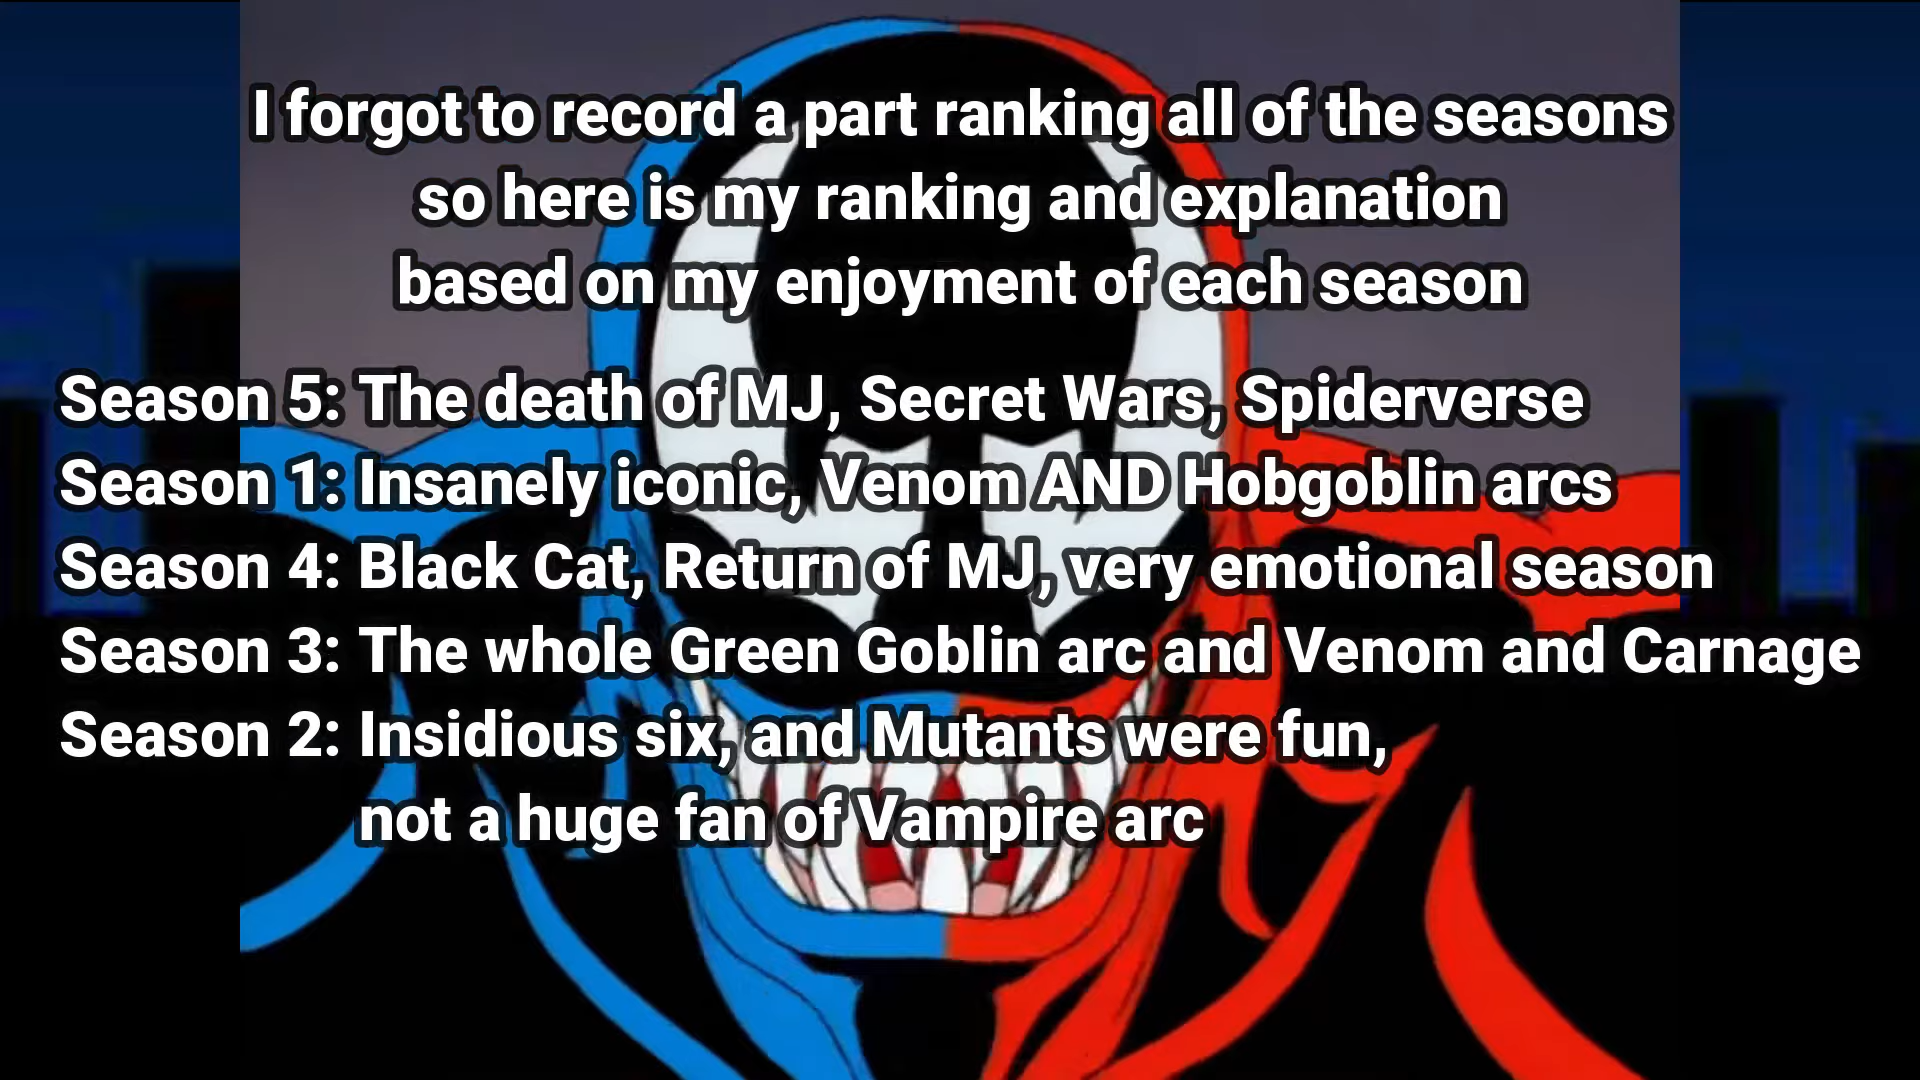 I forgot to record a part ranking all of the seasons
so here is my ranking and explanation
based on my enjoyment of each season
Season 5: The death of MJ, Secret Wars, Spiderverse
Season 1: Insanely iconic, Venom AND Hobgoblin arcs
Season 4: Black Cat, Return of MJ, very emotional season
Season 3: The whole Green Goblin arc and Venom and Carnage
Season 2: Insidious six, and Mutants were fun,
not a huge fan of Vampire arc